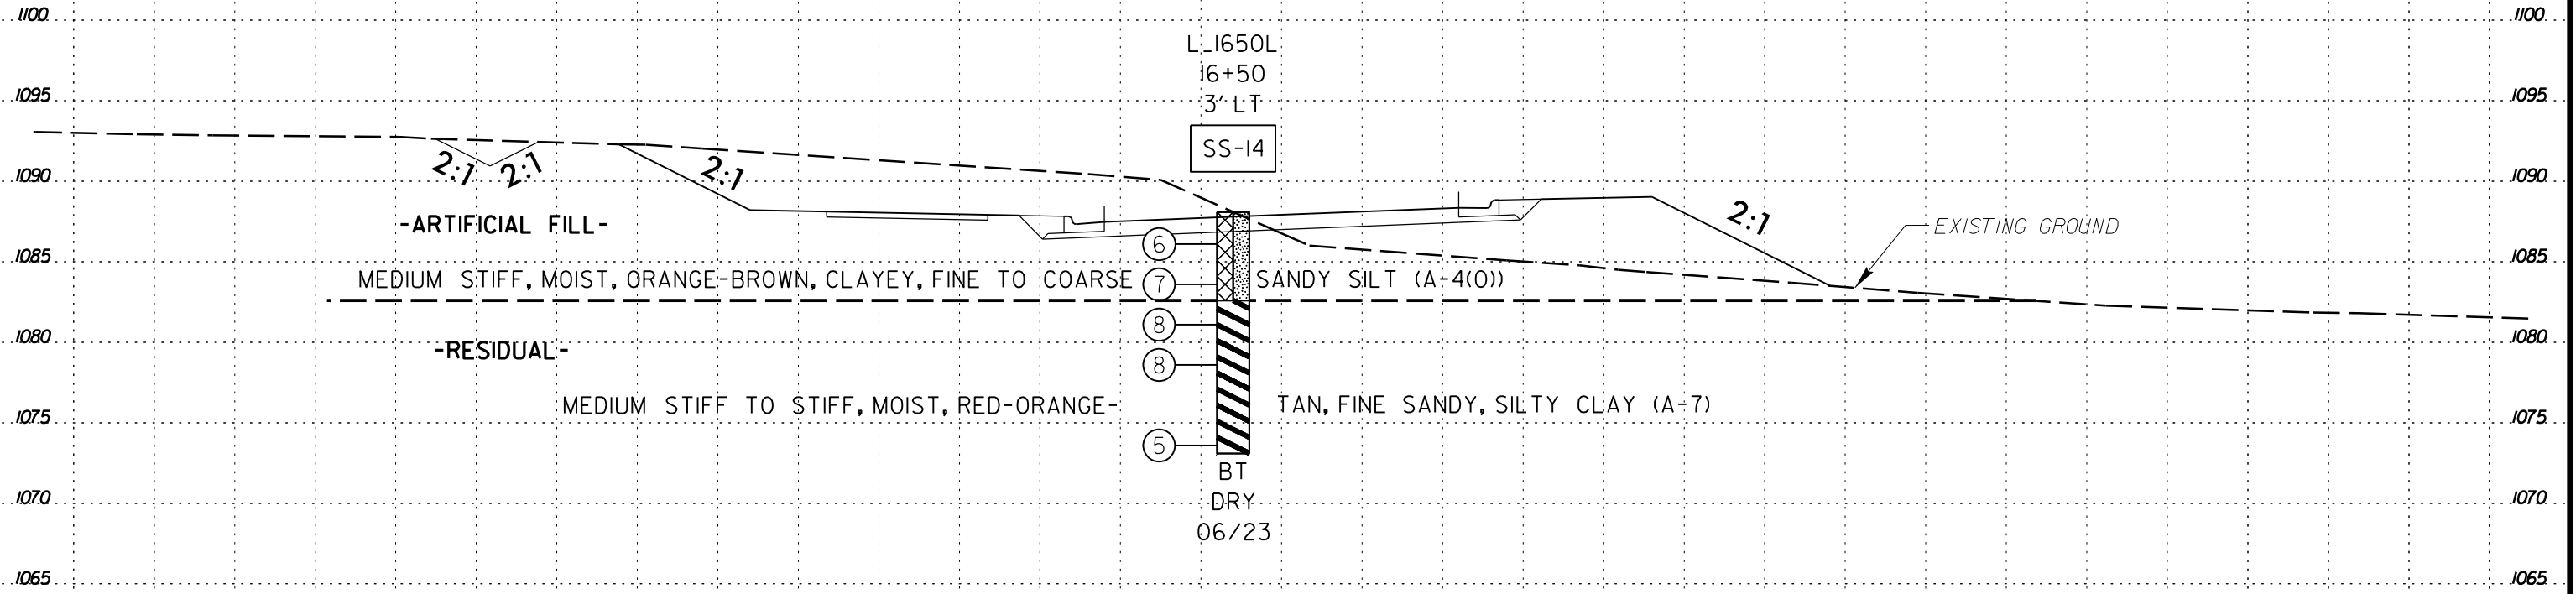 1100 1100
L_1650L
16+50
3' LT
1095 1095
SS-14
2:1 2:1 2:1
1090 1090
-ARTIFICIAL FILL-
2:1
EXISTING GROUND
6
1085 1085
MEDIUM STIFF, MOIST, ORANGE-BROWN, CLAYEY, FINE TO COARSE 7 SANDY SILT (A-4(0))
8
1080 1080
-RESIDUAL-
8
MEDIUM STIFF TO STIFF, MOIST, RED-ORANGE- TAN, FINE SANDY, SILTY CLAY (A-7)
1075 1075
5
BT
1070 1070
DRY
06/23
1065 1065